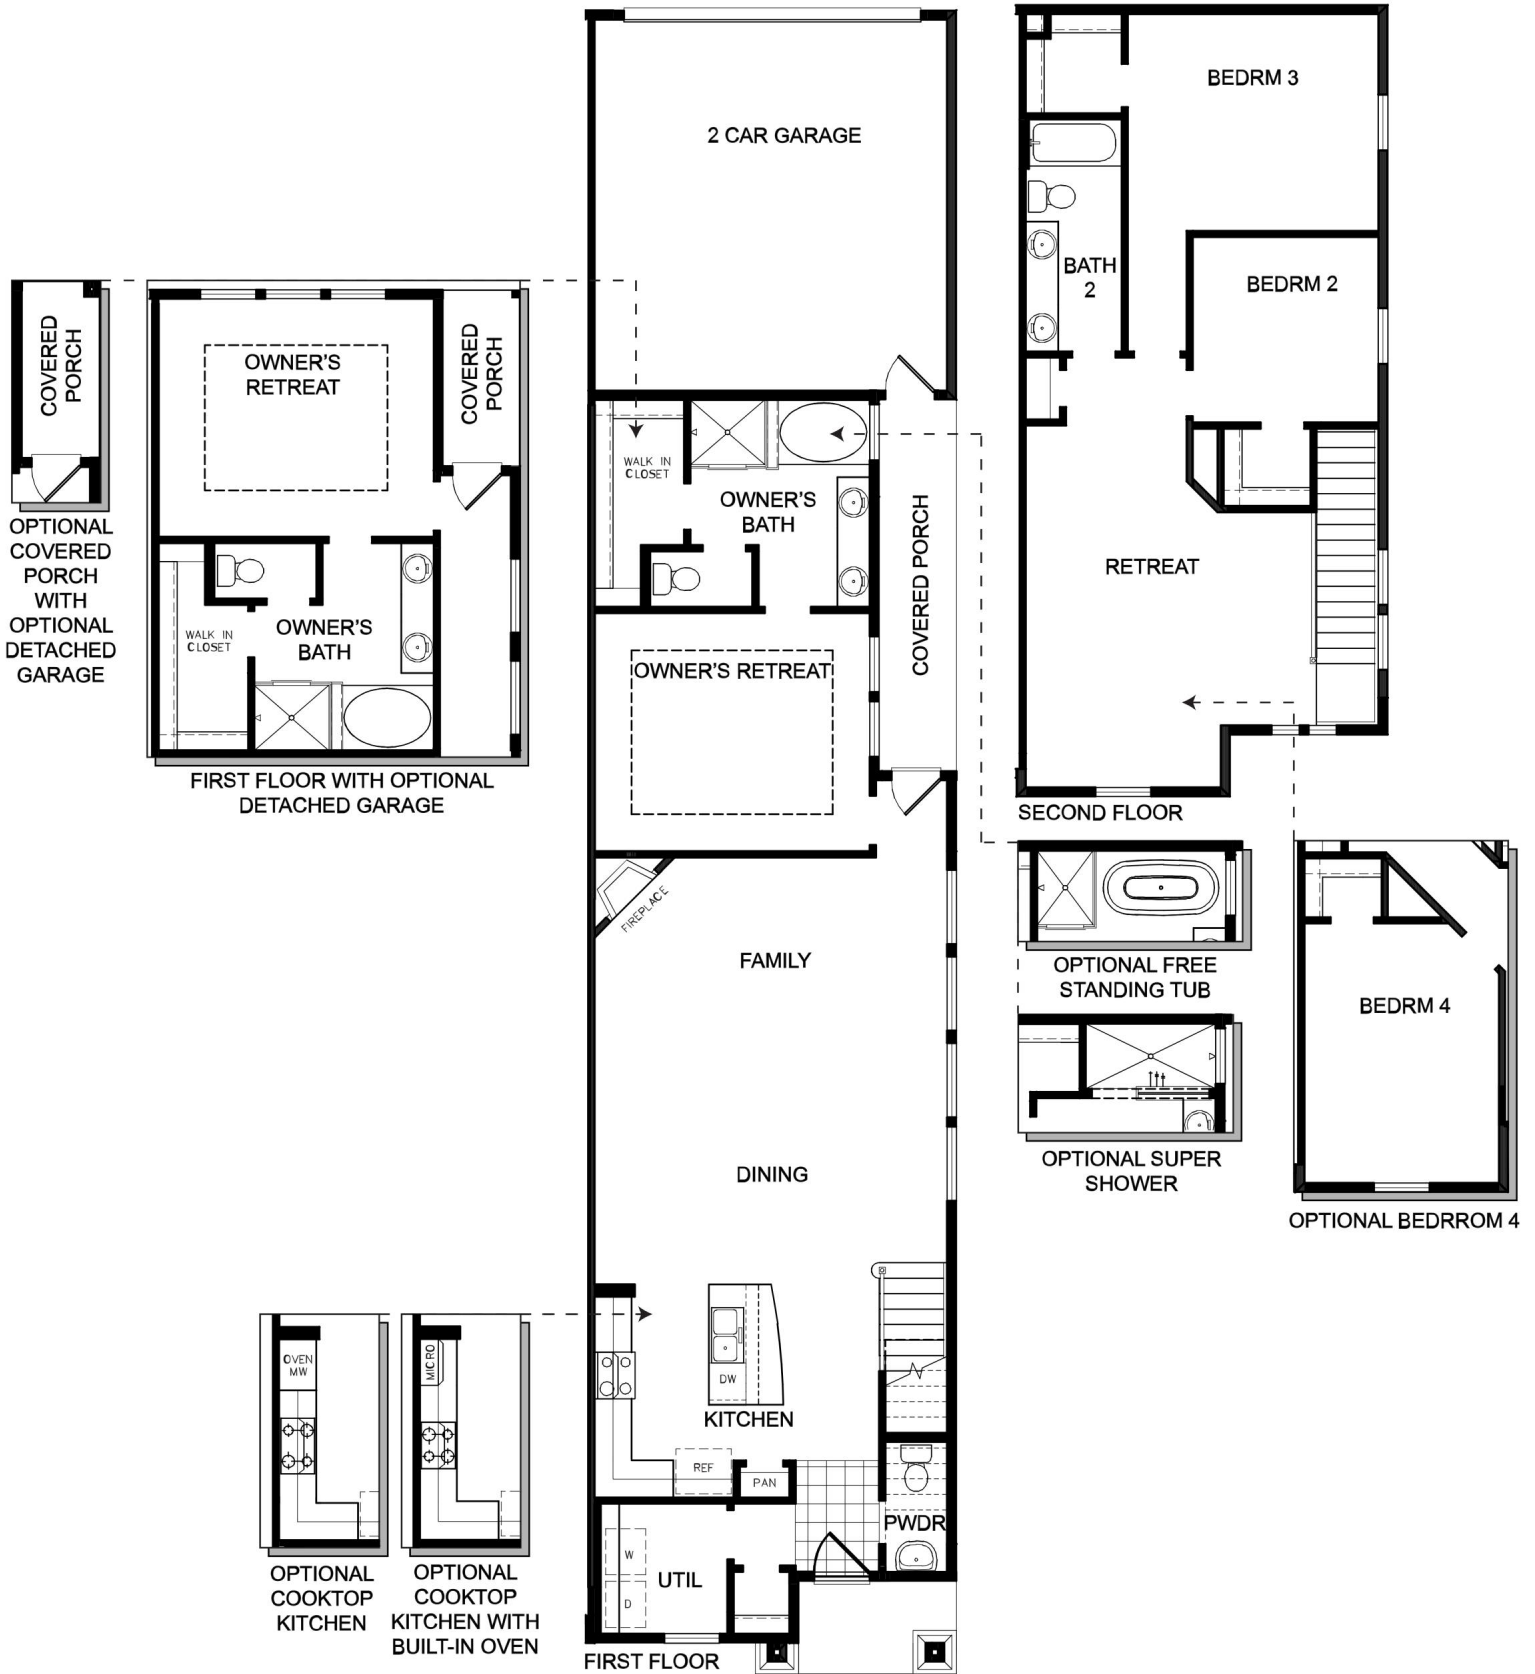 2 CAR GARAGE
BEDRM 3
BATH
2
BEDRM 2
COVERED
PORCH
OPTIONAL
COVERED
PORCH
WITH
OPTIONAL
DETACHED
GARAGE
OWNER'S
RETREAT
COVERED
PORCH
WALK IN
CLOSET
OWNER'S
BATH
FIRST FLOOR WITH OPTIONAL
DETACHED GARAGE
WALK IN
CLOSET
OWNER'S
BATH
COVERED PORCH
OWNER'S RETREAT
RETREAT
SECOND FLOOR
FIREPLACE
FAMILY
DINING
OPTIONAL FREE
STANDING TUB
OPTIONAL SUPER
SHOWER
BEDRM 4
OPTIONAL BEDRROM 4
OVEN
MW
OPTIONAL
COOKTOP
KITCHEN
MICRO
OPTIONAL
COOKTOP
KITCHEN WITH
BUILT-IN OVEN
DW
KITCHEN
REF
PAN
PWDR
W
D
UTIL
FIRST FLOOR